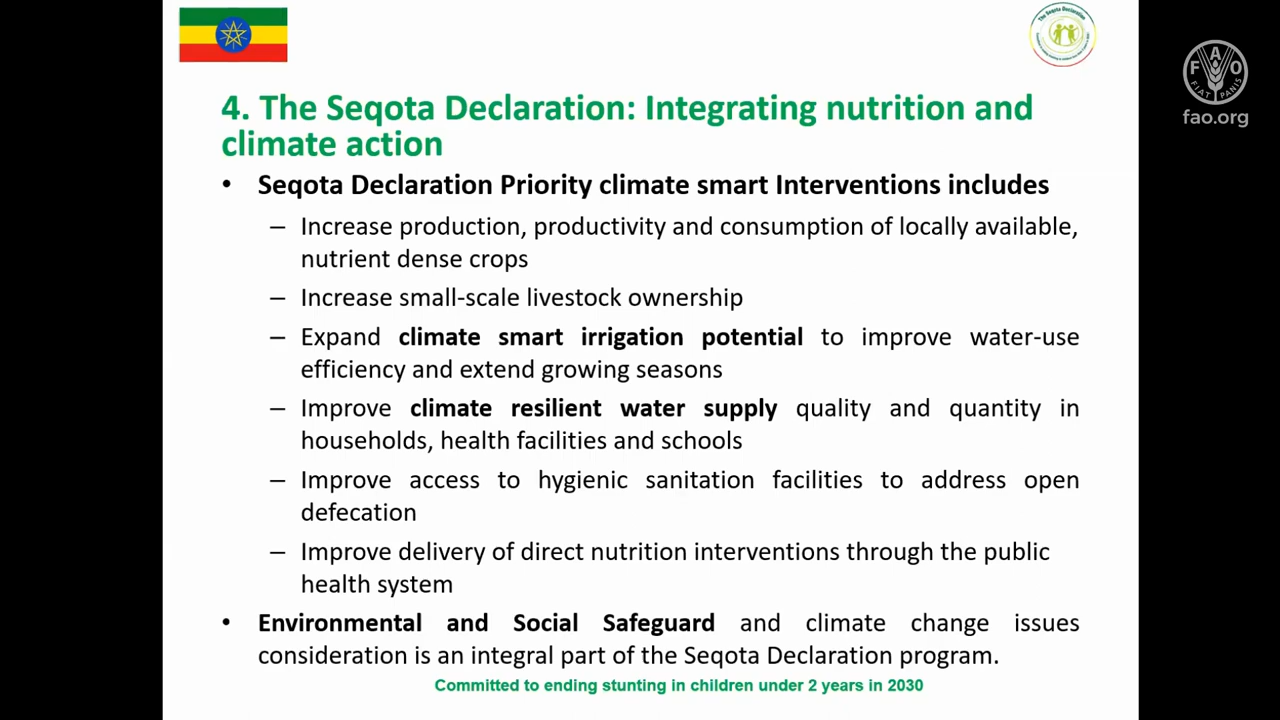 The Seqota Declaration
F A O
FIAT PANIS
fao.org
4. The Seqota Declaration: Integrating nutrition and
climate action
• Seqota Declaration Priority climate smart Interventions includes
– Increase production, productivity and consumption of locally available,
nutrient dense crops
– Increase small-scale livestock ownership
– Expand climate smart irrigation potential to improve water-use
efficiency and extend growing seasons
– Improve climate resilient water supply quality and quantity in
households, health facilities and schools
– Improve access to hygienic sanitation facilities to address open
defecation
– Improve delivery of direct nutrition interventions through the public
health system
• Environmental and Social Safeguard and climate change issues
consideration is an integral part of the Seqota Declaration program.
Committed to ending stunting in children under 2 years in 2030